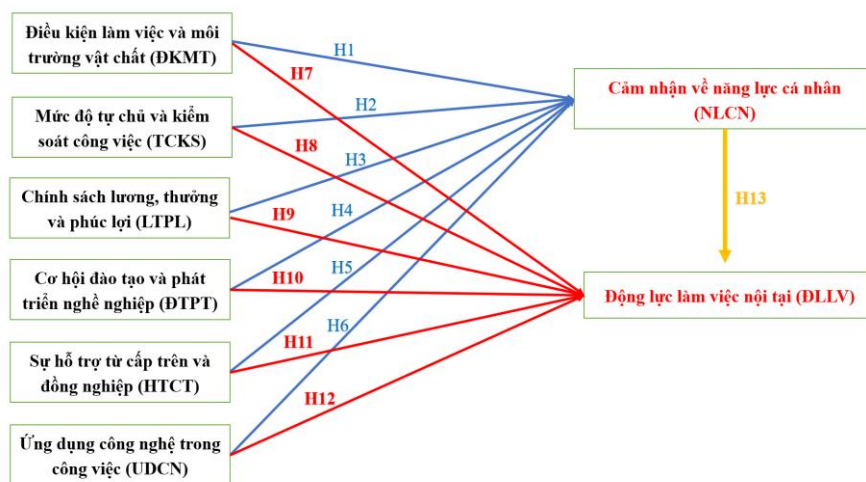 Điều kiện làm việc và môi
trường vật chất (ĐKMT)
Mức độ tự chủ và kiểm
soát công việc (TCKS)
Chính sách lương, thưởng
và phúc lợi (LTPL)
Cơ hội đào tạo và phát
triển nghề nghiệp (ĐTPT)
Sự hỗ trợ từ cấp trên và
đồng nghiệp (HTCT)
Ứng dụng công nghệ trong
công việc (UDCN)
H1
H7
H2
H8
H3
H9
H4
H10
H5
H11
H6
H12
Cảm nhận về năng lực cá nhân
(NLCN)
H13
Động lực làm việc nội tại (ĐLLV)